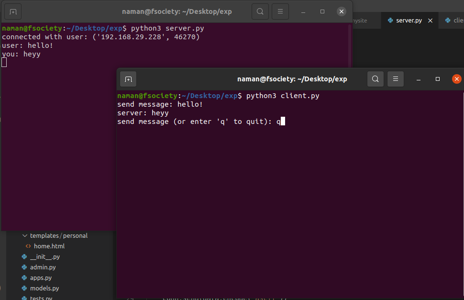 naman@fsociety: ~/Desktop/exp
server.py
naman@fsociety:~/Desktop/exp$ python3 server.py
connected with user: ('192.168.29.228', 46270)
user: hello!
you: heyy
naman@fsociety: ~/Desktop/exp
naman@fsociety:~/Desktop/exp$ python3 client.py
send message: hello!
server: heyy
send message (or enter 'q' to quit): q
templates/personal
home.html
__init__.py
admin.py
apps.py
models.py
tests.py